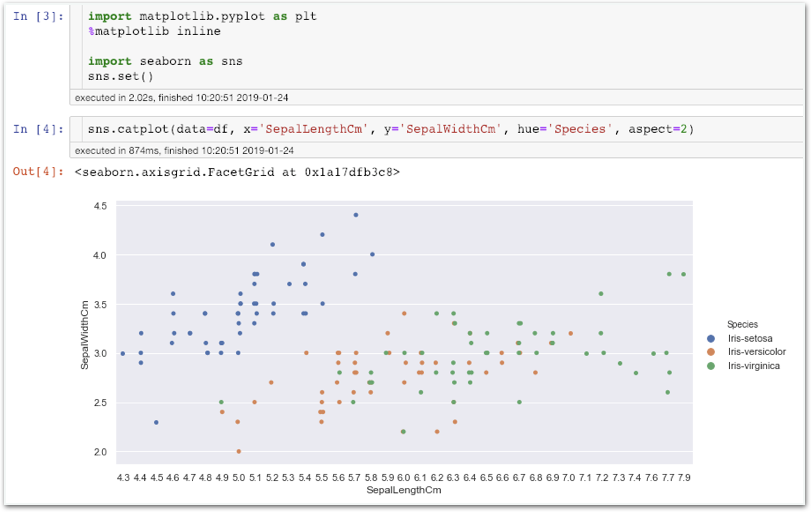 In [3]:
import matplotlib.pyplot as plt
%matplotlib inline
import seaborn as sns
sns.set()
executed in 2.02s, finished 10:20:51 2019-01-24
In [4]:
sns.catplot(data=df, x='SepalLengthCm', y='SepalWidthCm', hue='Species', aspect=2)
executed in 874ms, finished 10:20:51 2019-01-24
Out[4]:
<seaborn.axisgrid.FacetGrid at 0x1a17dfb3c8>
4.5
4.0
3.5
3.0
2.5
2.0
SepalWidthCm
4.3 4.4 4.5 4.6 4.7 4.8 4.9 5.0 5.1 5.2 5.3 5.4 5.5 5.6 5.7 5.8 5.9 6.0 6.1 6.2 6.3 6.4 6.5 6.6 6.7 6.8 6.9 7.0 7.1 7.2 7.3 7.4 7.6 7.7 7.9
SepalLengthCm
Species
Iris-setosa
Iris-versicolor
Iris-virginica